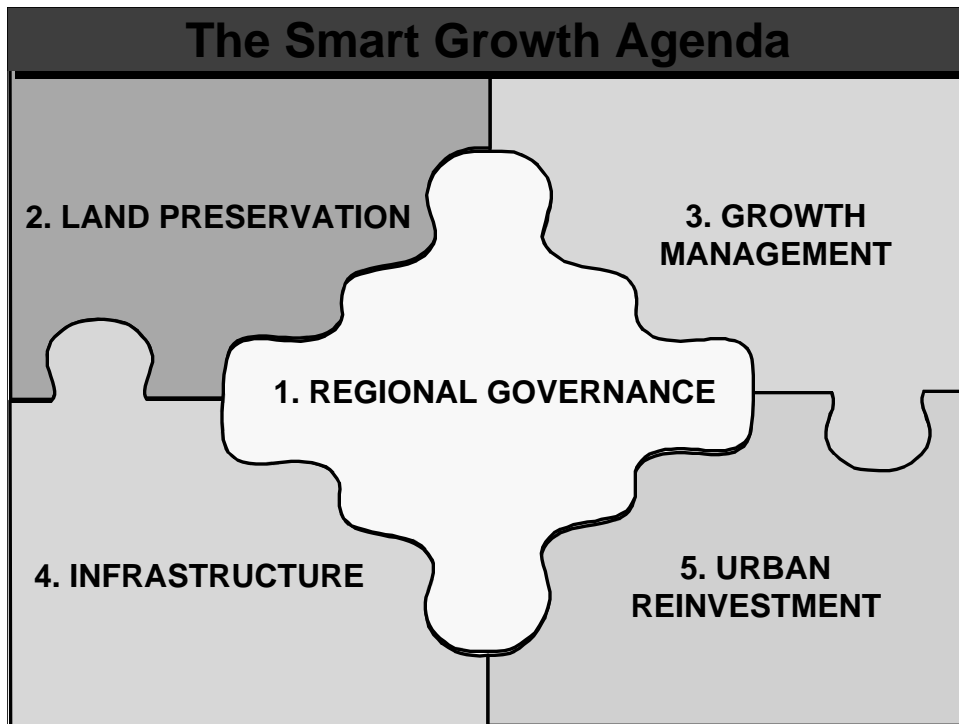 The Smart Growth Agenda
2. LAND PRESERVATION
3. GROWTH
MANAGEMENT
1. REGIONAL GOVERNANCE
4. INFRASTRUCTURE
5. URBAN
REINVESTMENT